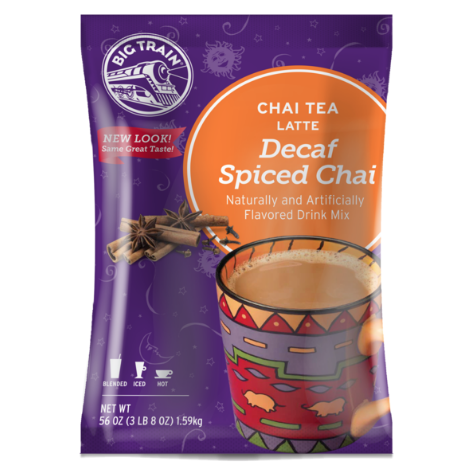 BIG TRAIN
CHAI TEA
LATTE
Decaf
Spiced Chai
Naturally and Artificially
Flavored Drink Mix
NEW LOOK!
Same Great Taste!
BLENDED ICED HOT
NET WT
56 OZ (3 LB 8 OZ) 1.59kg